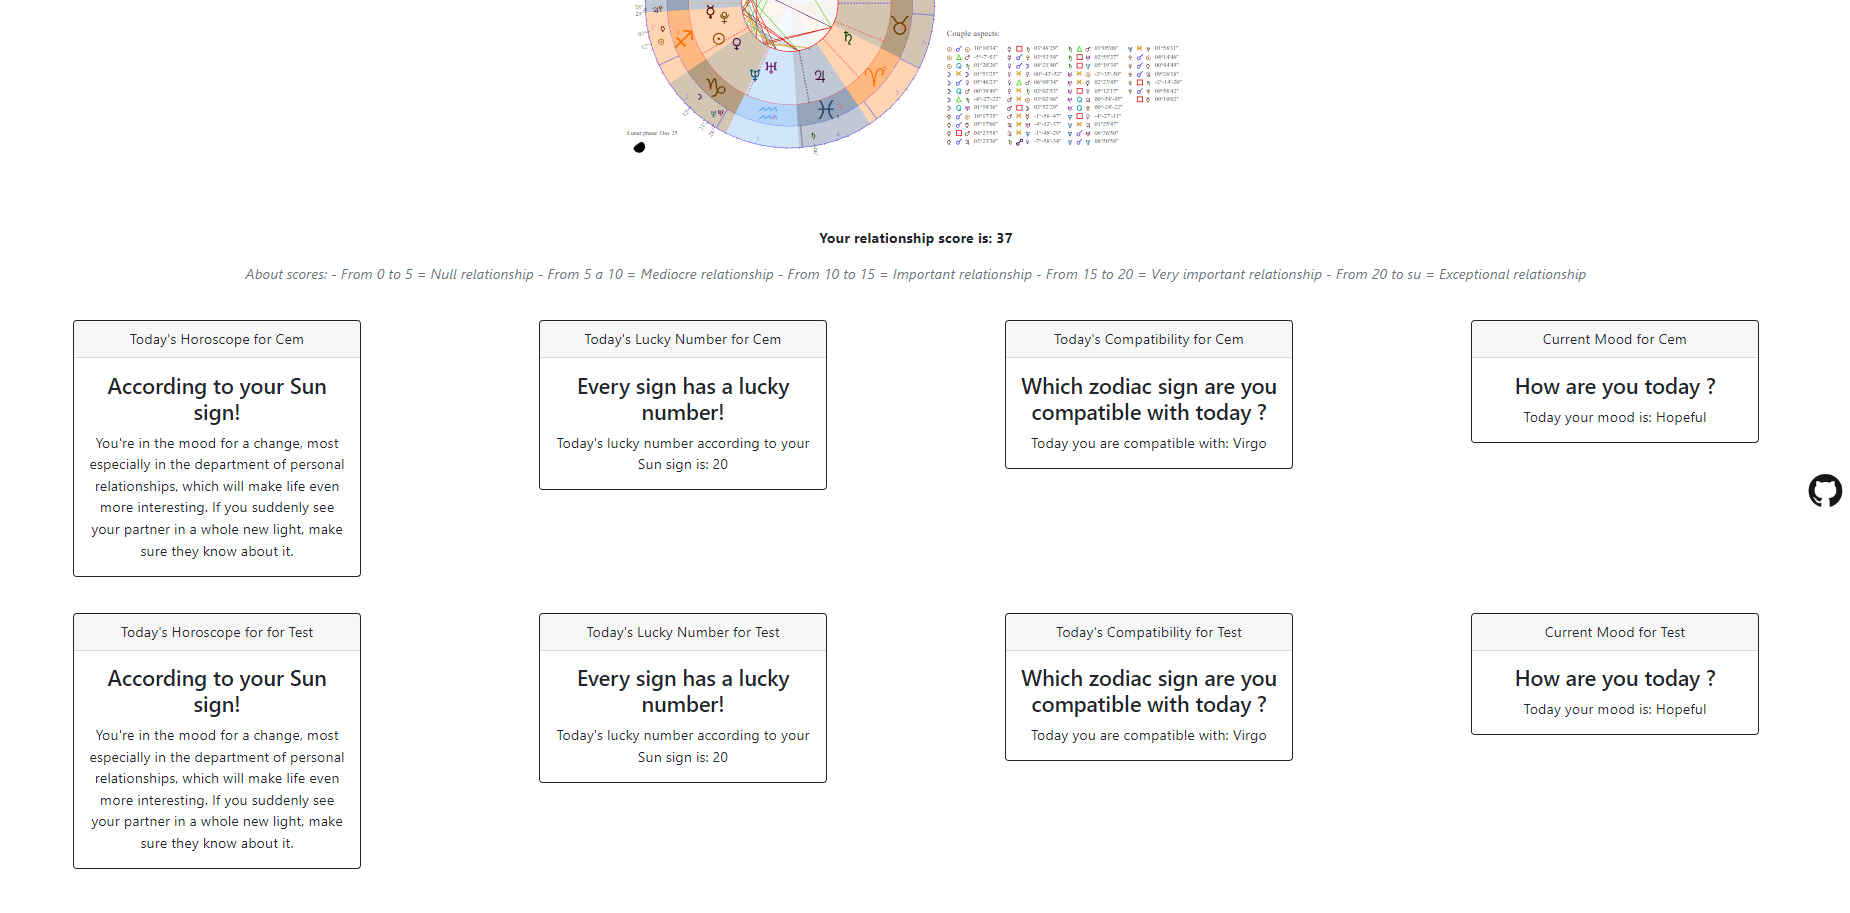 Couple aspects:
Lunar phase: Day 25
Your relationship score is: 37
About scores: - From 0 to 5 = Null relationship - From 5 a 10 = Mediocre relationship - From 10 to 15 = Important relationship - From 15 to 20 = Very important relationship - From 20 to su = Exceptional relationship
Today's Horoscope for Cem
According to your Sun
sign!
You're in the mood for a change, most
especially in the department of personal
relationships, which will make life even
more interesting. If you suddenly see
your partner in a whole new light, make
sure they know about it.
Today's Lucky Number for Cem
Every sign has a lucky
number!
Today's lucky number according to your
Sun sign is: 20
Today's Compatibility for Cem
Which zodiac sign are you
compatible with today ?
Today you are compatible with: Virgo
Current Mood for Cem
How are you today ?
Today your mood is: Hopeful
Today's Horoscope for for Test
According to your Sun
sign!
You're in the mood for a change, most
especially in the department of personal
relationships, which will make life even
more interesting. If you suddenly see
your partner in a whole new light, make
sure they know about it.
Today's Lucky Number for Test
Every sign has a lucky
number!
Today's lucky number according to your
Sun sign is: 20
Today's Compatibility for Test
Which zodiac sign are you
compatible with today ?
Today you are compatible with: Virgo
Current Mood for Test
How are you today ?
Today your mood is: Hopeful